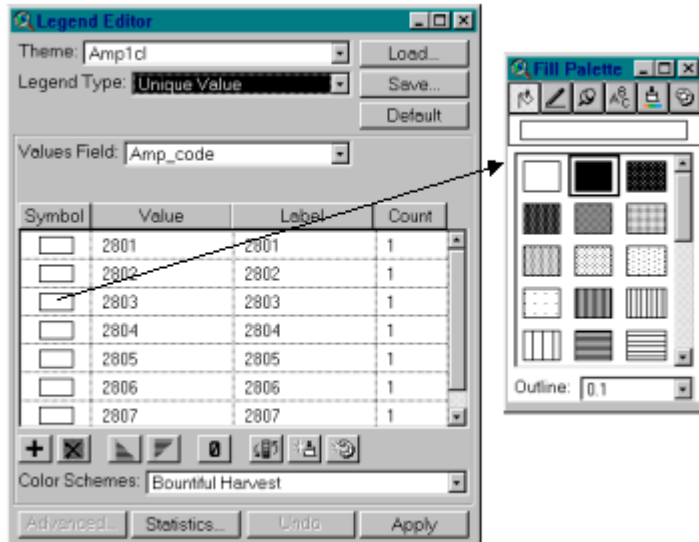 Legend Editor
Theme: Amp1cl
Load...
Legend Type: Unique Value
Save...
Default
Values Field: Amp_code
Symbol Value Label Count
2801 2801 1
2802 2802 1
2803 2803 1
2804 2804 1
2805 2805 1
2806 2806 1
2807 2807 1
Color Schemes: Bountiful Harvest
Advanced... Statistics... Undo Apply
Fill Palette
Outline: 0.1